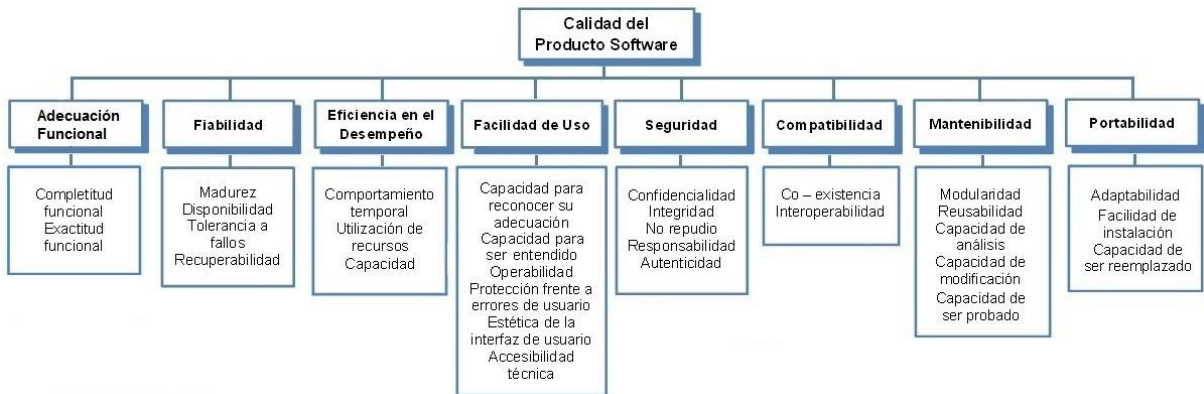 Calidad del
Producto Software
Adecuación
Funcional
Fiabilidad
Eficiencia en el
Desempeño
Facilidad de Uso
Seguridad
Compatibilidad
Mantenibilidad
Portabilidad
Completitud
funcional
Exactitud
funcional
Madurez
Disponibilidad
Tolerancia a
fallos
Recuperabilidad
Comportamiento
temporal
Utilización de
recursos
Capacidad
Capacidad para
reconocer su
adecuación
Capacidad para
ser entendido
Operabilidad
Protección frente a
errores de usuario
Estética de la
interfaz de usuario
Accesibilidad
técnica
Confidencialidad
Integridad
No repudio
Responsabilidad
Autenticidad
Co – existencia
Interoperabilidad
Modularidad
Reusabilidad
Capacidad de
análisis
Capacidad de
modificación
Capacidad de
ser probado
Adaptabilidad
Facilidad de
instalación
Capacidad de
ser reemplazado